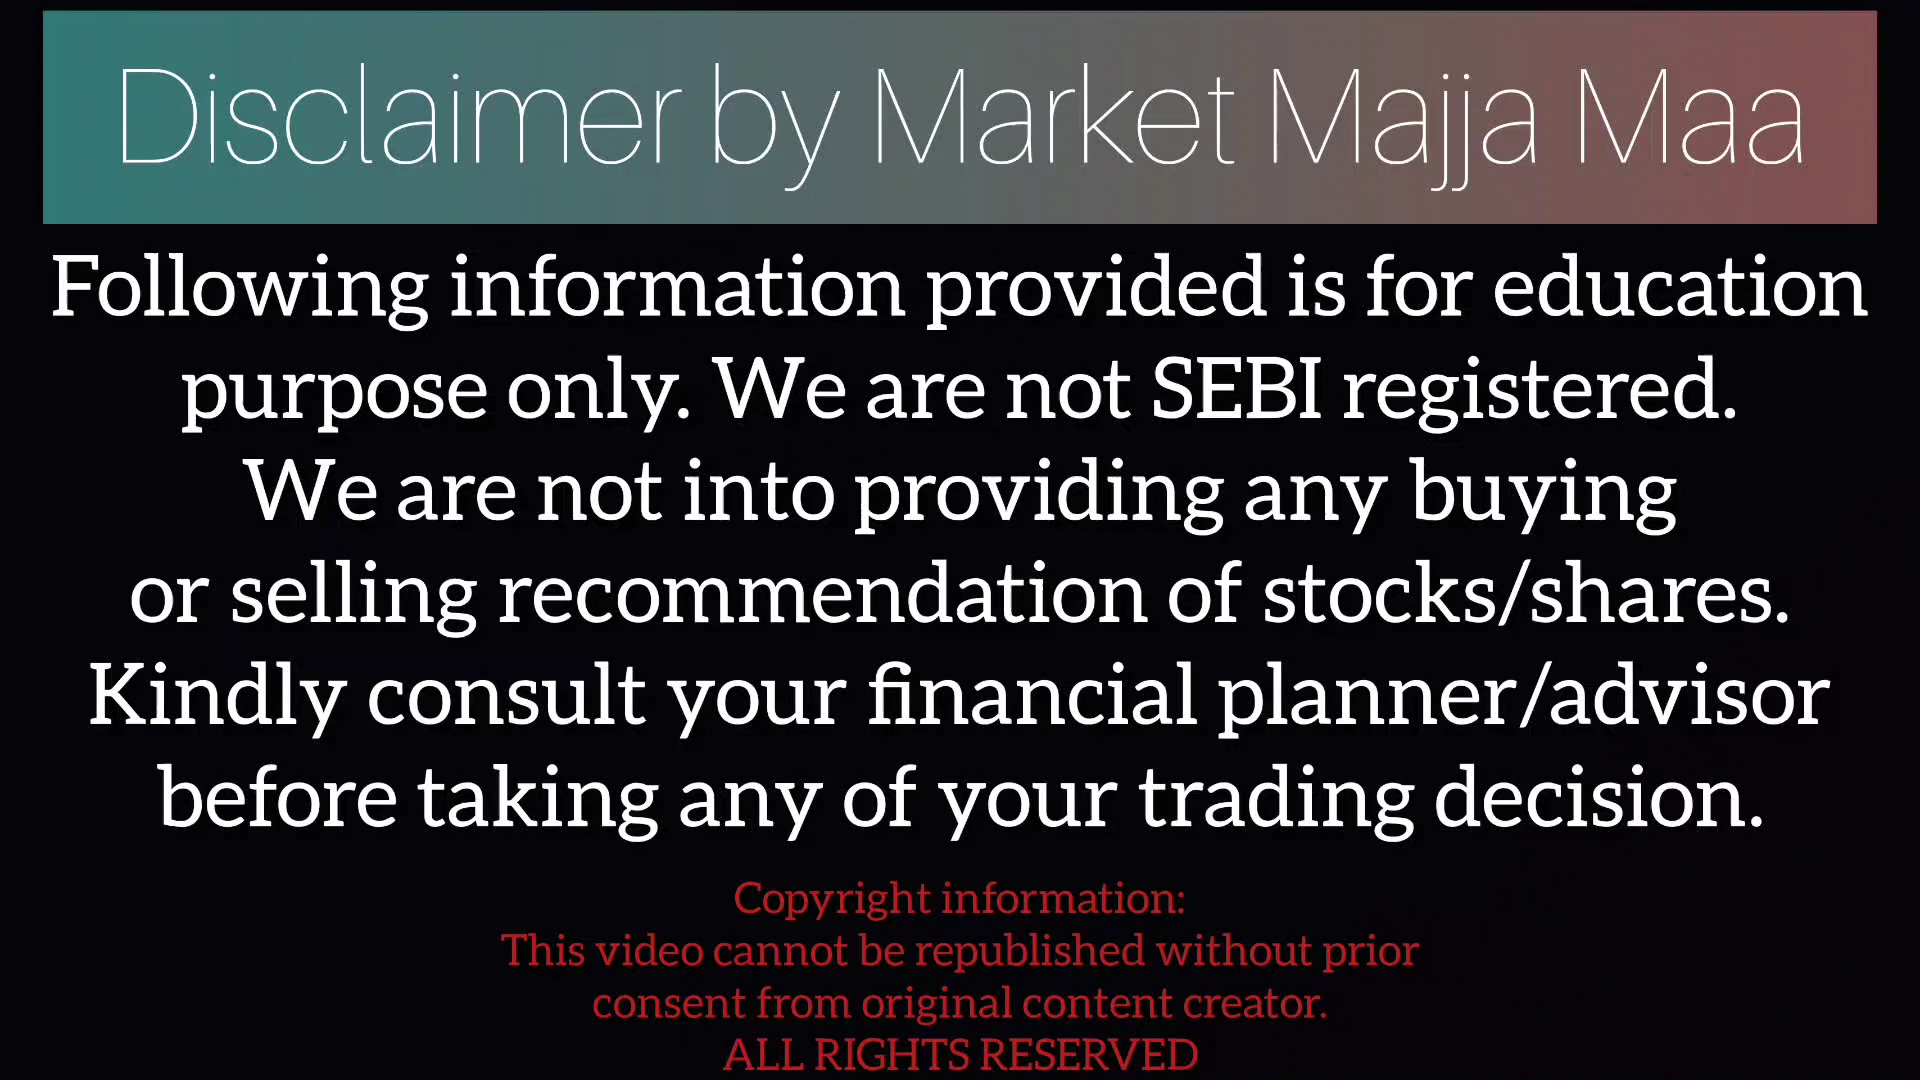 Disclaimer by Market Majja Maa
Following information provided is for education
purpose only. We are not SEBI registered.
We are not into providing any buying
or selling recommendation of stocks/shares.
Kindly consult your financial planner/advisor
before taking any of your trading decision.
Copyright information:
This video cannot be republished without prior
consent from original content creator.
ALL RIGHTS RESERVED